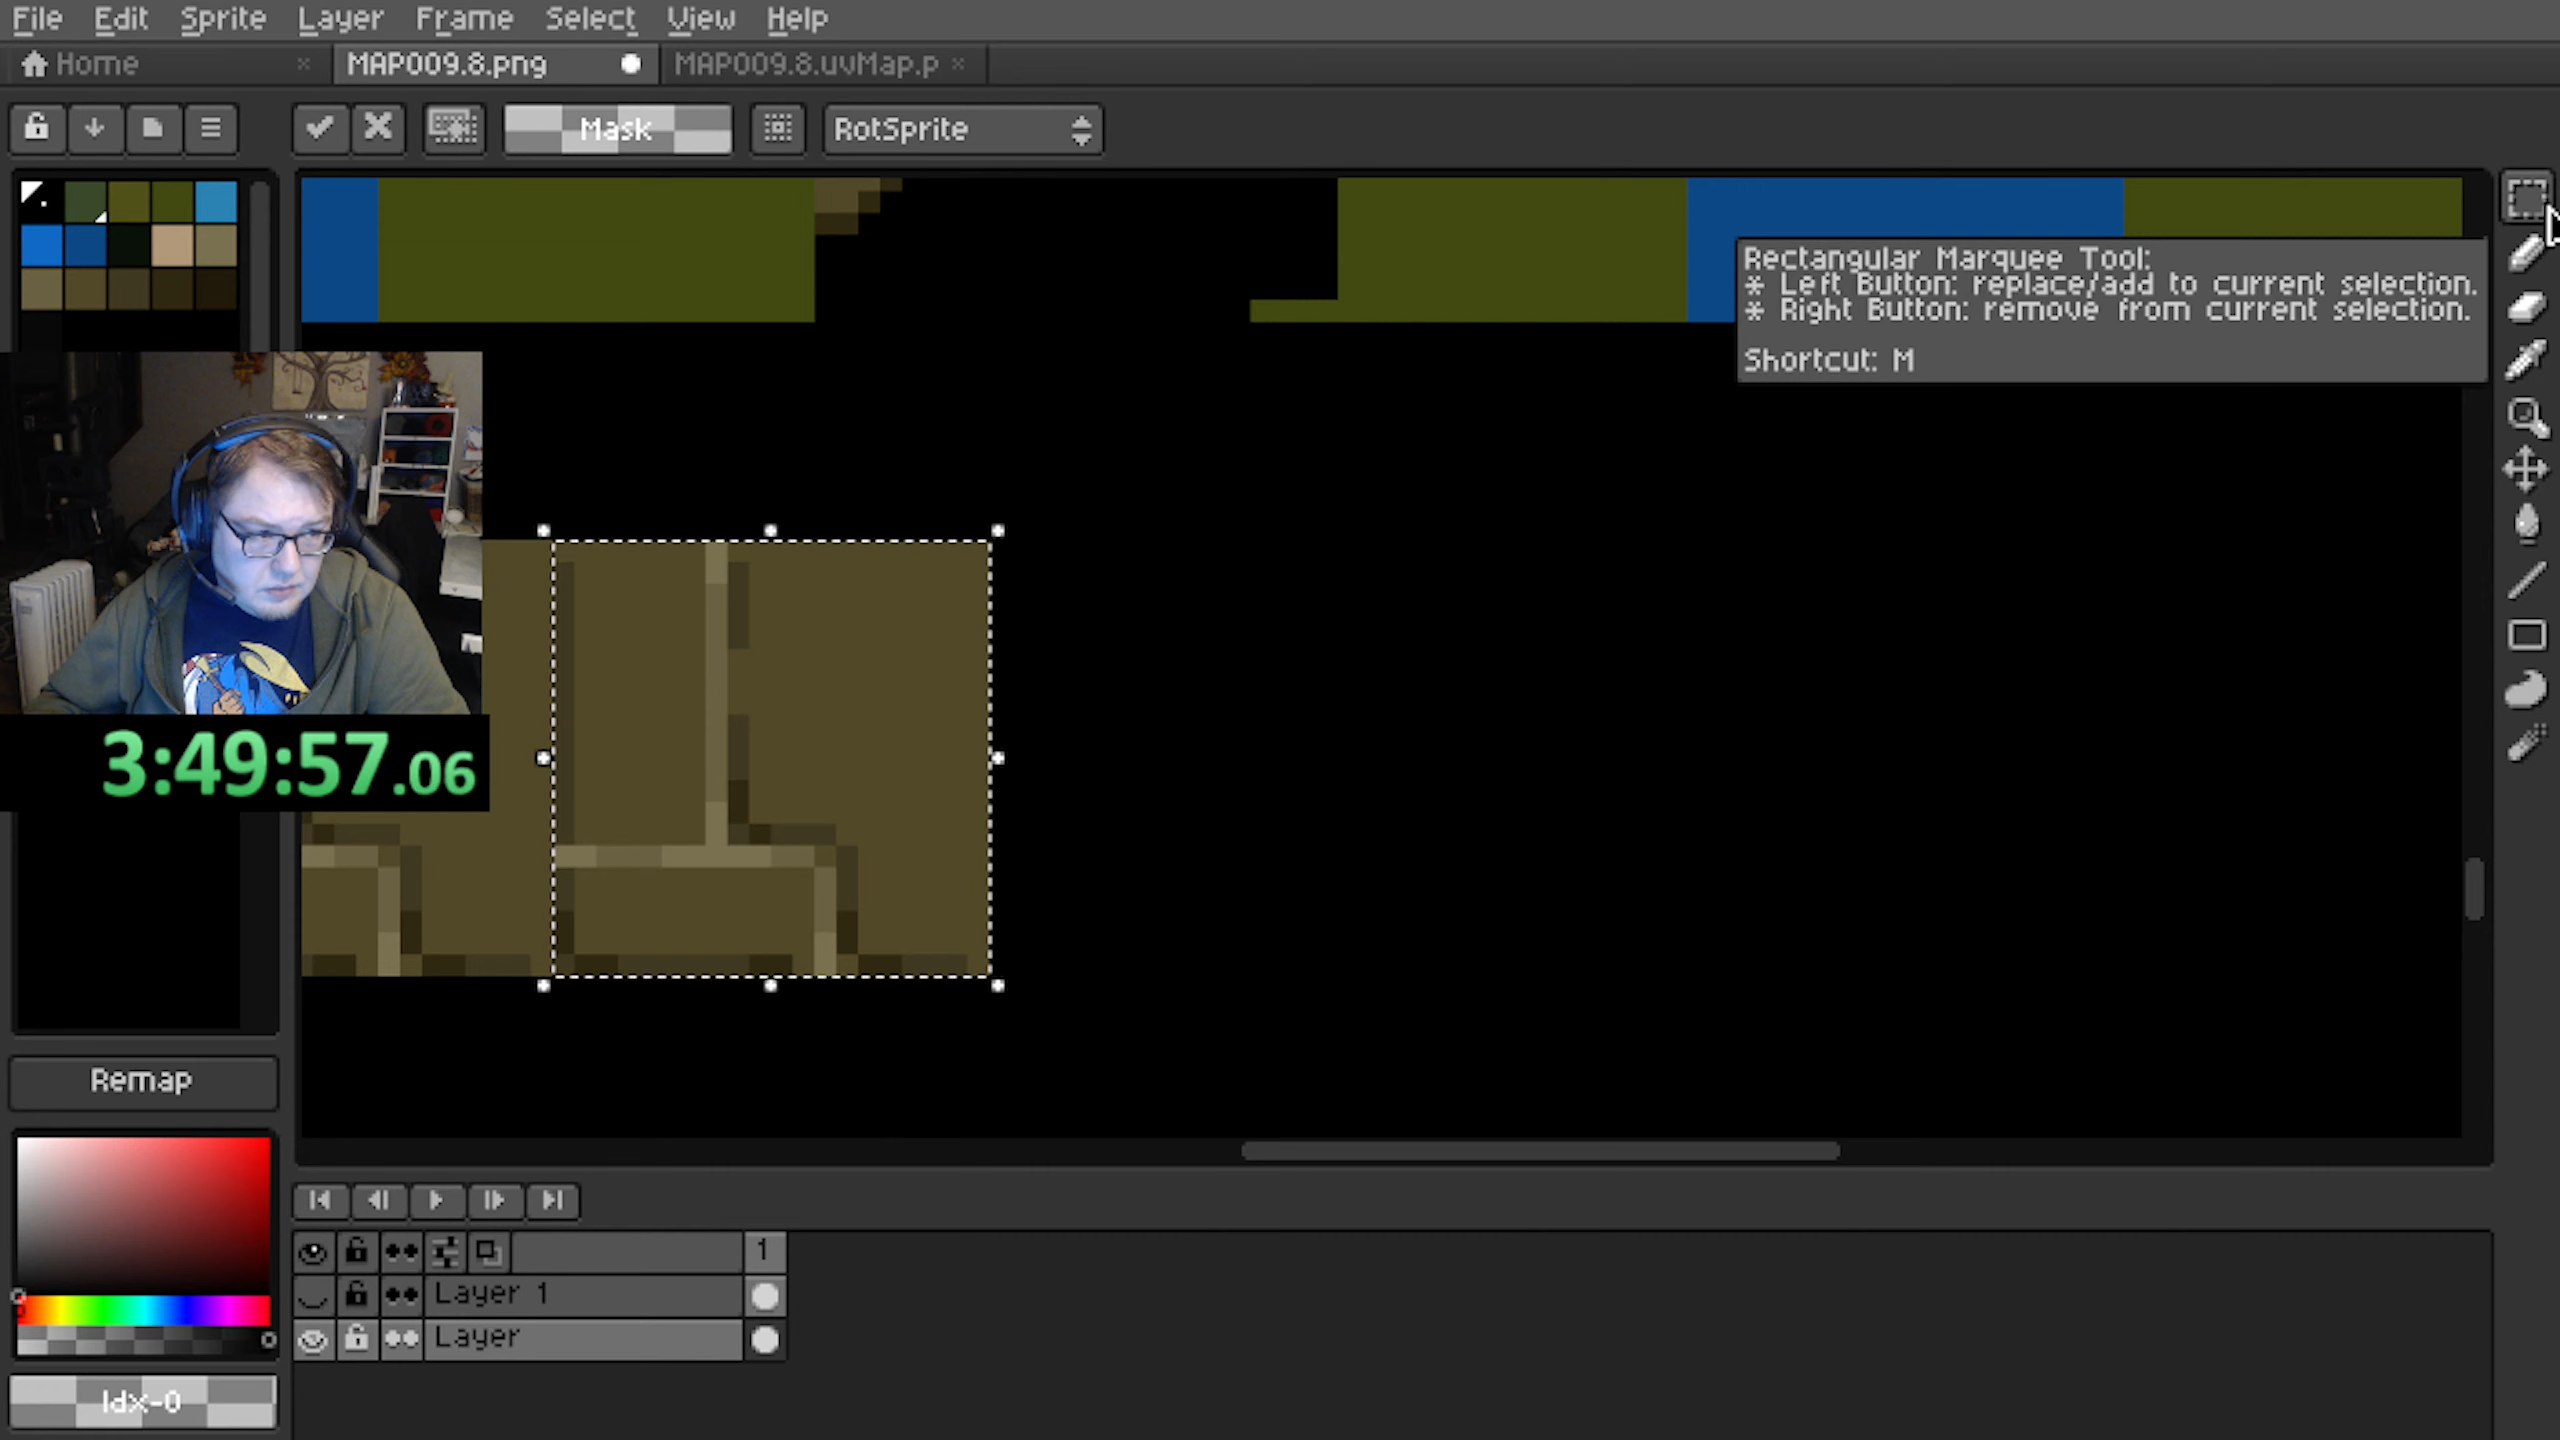 File Edit Sprite Layer Frame Select View Help
Home × MAP009.8.png MAP009.8.uvMap.p ×
Mask RotSprite
Rectangular Marquee Tool:
* Left Button: replace/add to current selection.
* Right Button: remove from current selection.
Shortcut: M
3:49:57.06
Remap
1
Layer 1
Layer
Idx-0